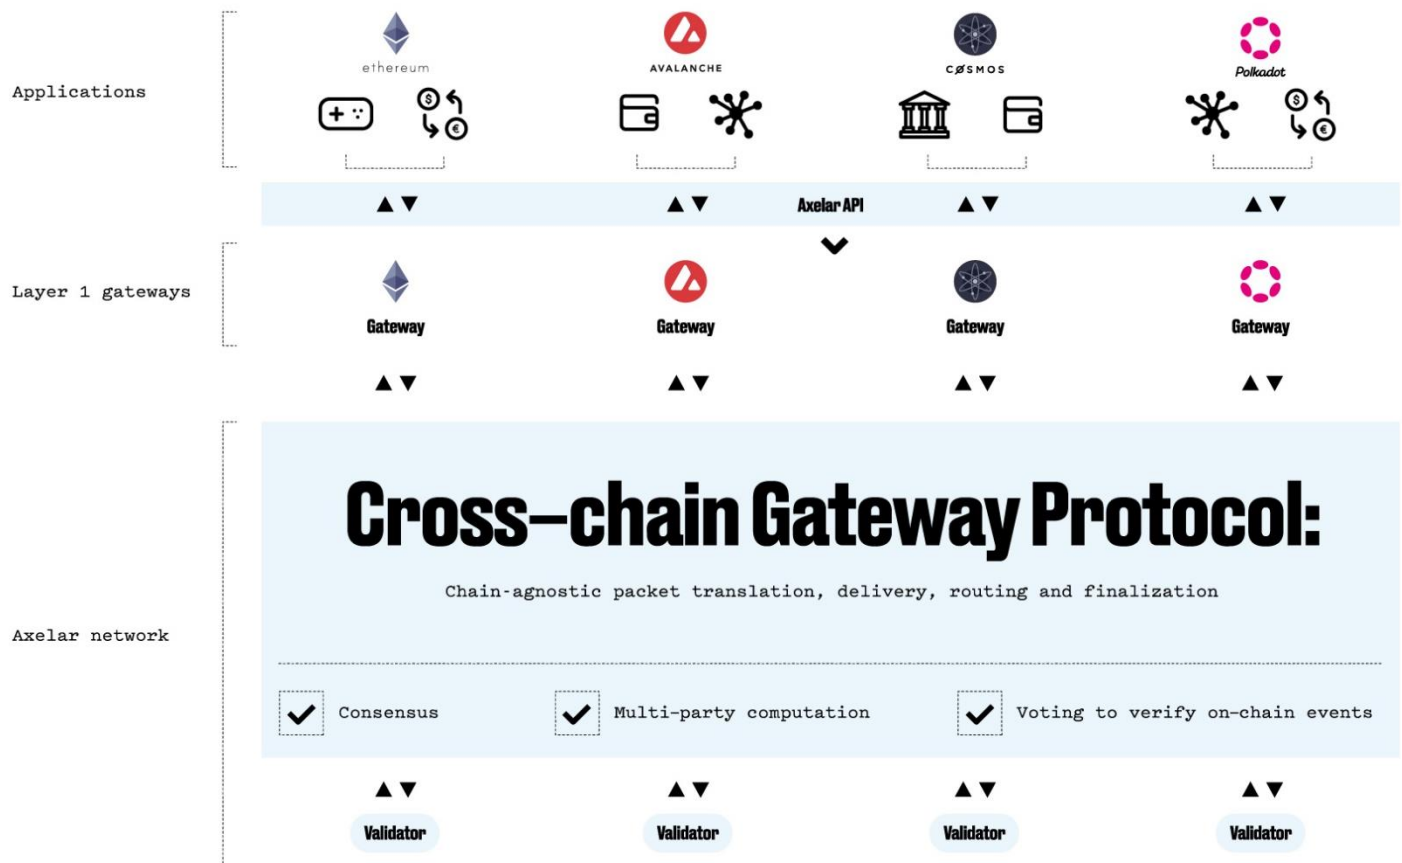 ethereum
AVALANCHE
CØSMOS
Polkadot
Applications
$
€
$
€
Axelar API
Layer 1 gateways
Gateway
Gateway
Gateway
Gateway
Cross–chain Gateway Protocol:
Chain-agnostic packet translation, delivery, routing and finalization
Axelar network
Consensus
Multi-party computation
Voting to verify on-chain events
Validator
Validator
Validator
Validator